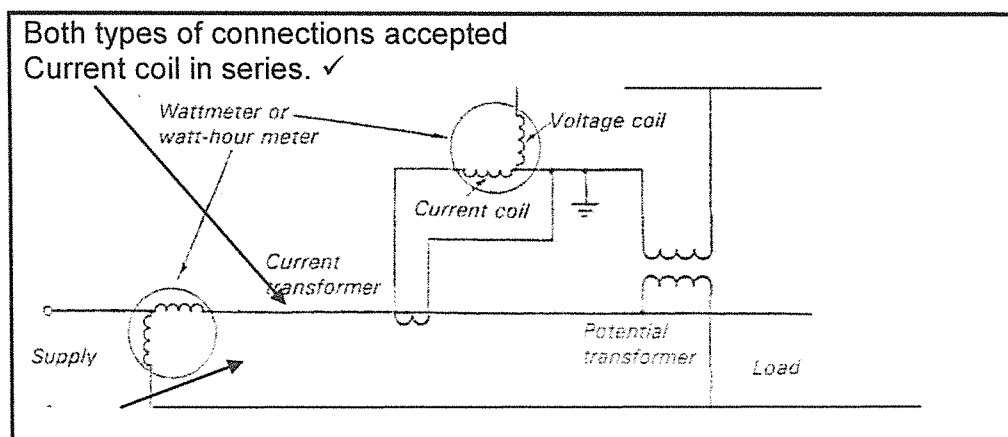 Both types of connections accepted
Current coil in series. ✓
Wattmeter or
watt-hour meter
Voltage coil
Current coil
Current
transformer
Potential
transformer
Supply
Load